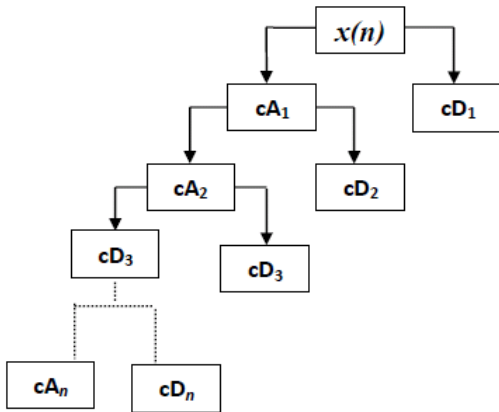 x(n)
cA₁
cD₁
cA₂
cD₂
cD₃
cD₃
cAₙ
cDₙ